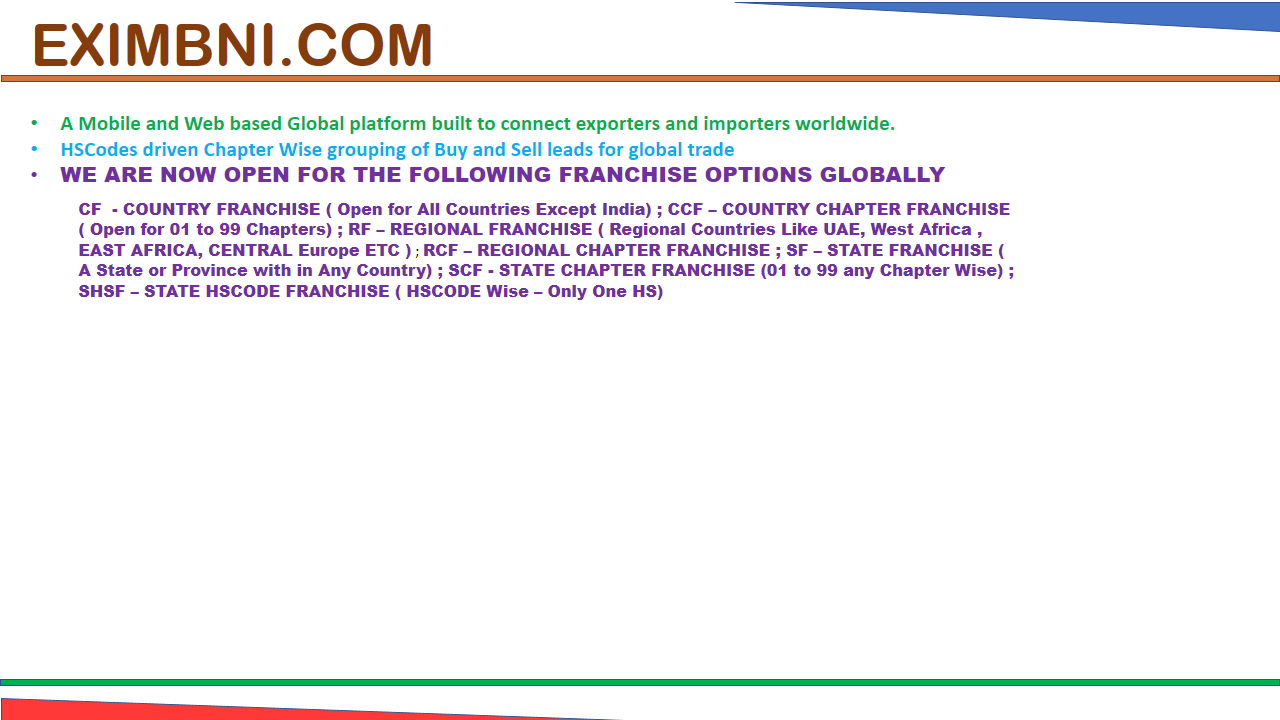 EXIMBNI.COM
• A Mobile and Web based Global platform built to connect exporters and importers worldwide.
• HSCodes driven Chapter Wise grouping of Buy and Sell leads for global trade
• WE ARE NOW OPEN FOR THE FOLLOWING FRANCHISE OPTIONS GLOBALLY
CF  - COUNTRY FRANCHISE ( Open for All Countries Except India) ; CCF – COUNTRY CHAPTER FRANCHISE
( Open for 01 to 99 Chapters) ; RF – REGIONAL FRANCHISE ( Regional Countries Like UAE, West Africa ,
EAST AFRICA, CENTRAL Europe ETC ) ; RCF – REGIONAL CHAPTER FRANCHISE ; SF – STATE FRANCHISE (
A State or Province with in Any Country) ; SCF - STATE CHAPTER FRANCHISE (01 to 99 any Chapter Wise) ;
SHSF – STATE HSCODE FRANCHISE ( HSCODE Wise – Only One HS)